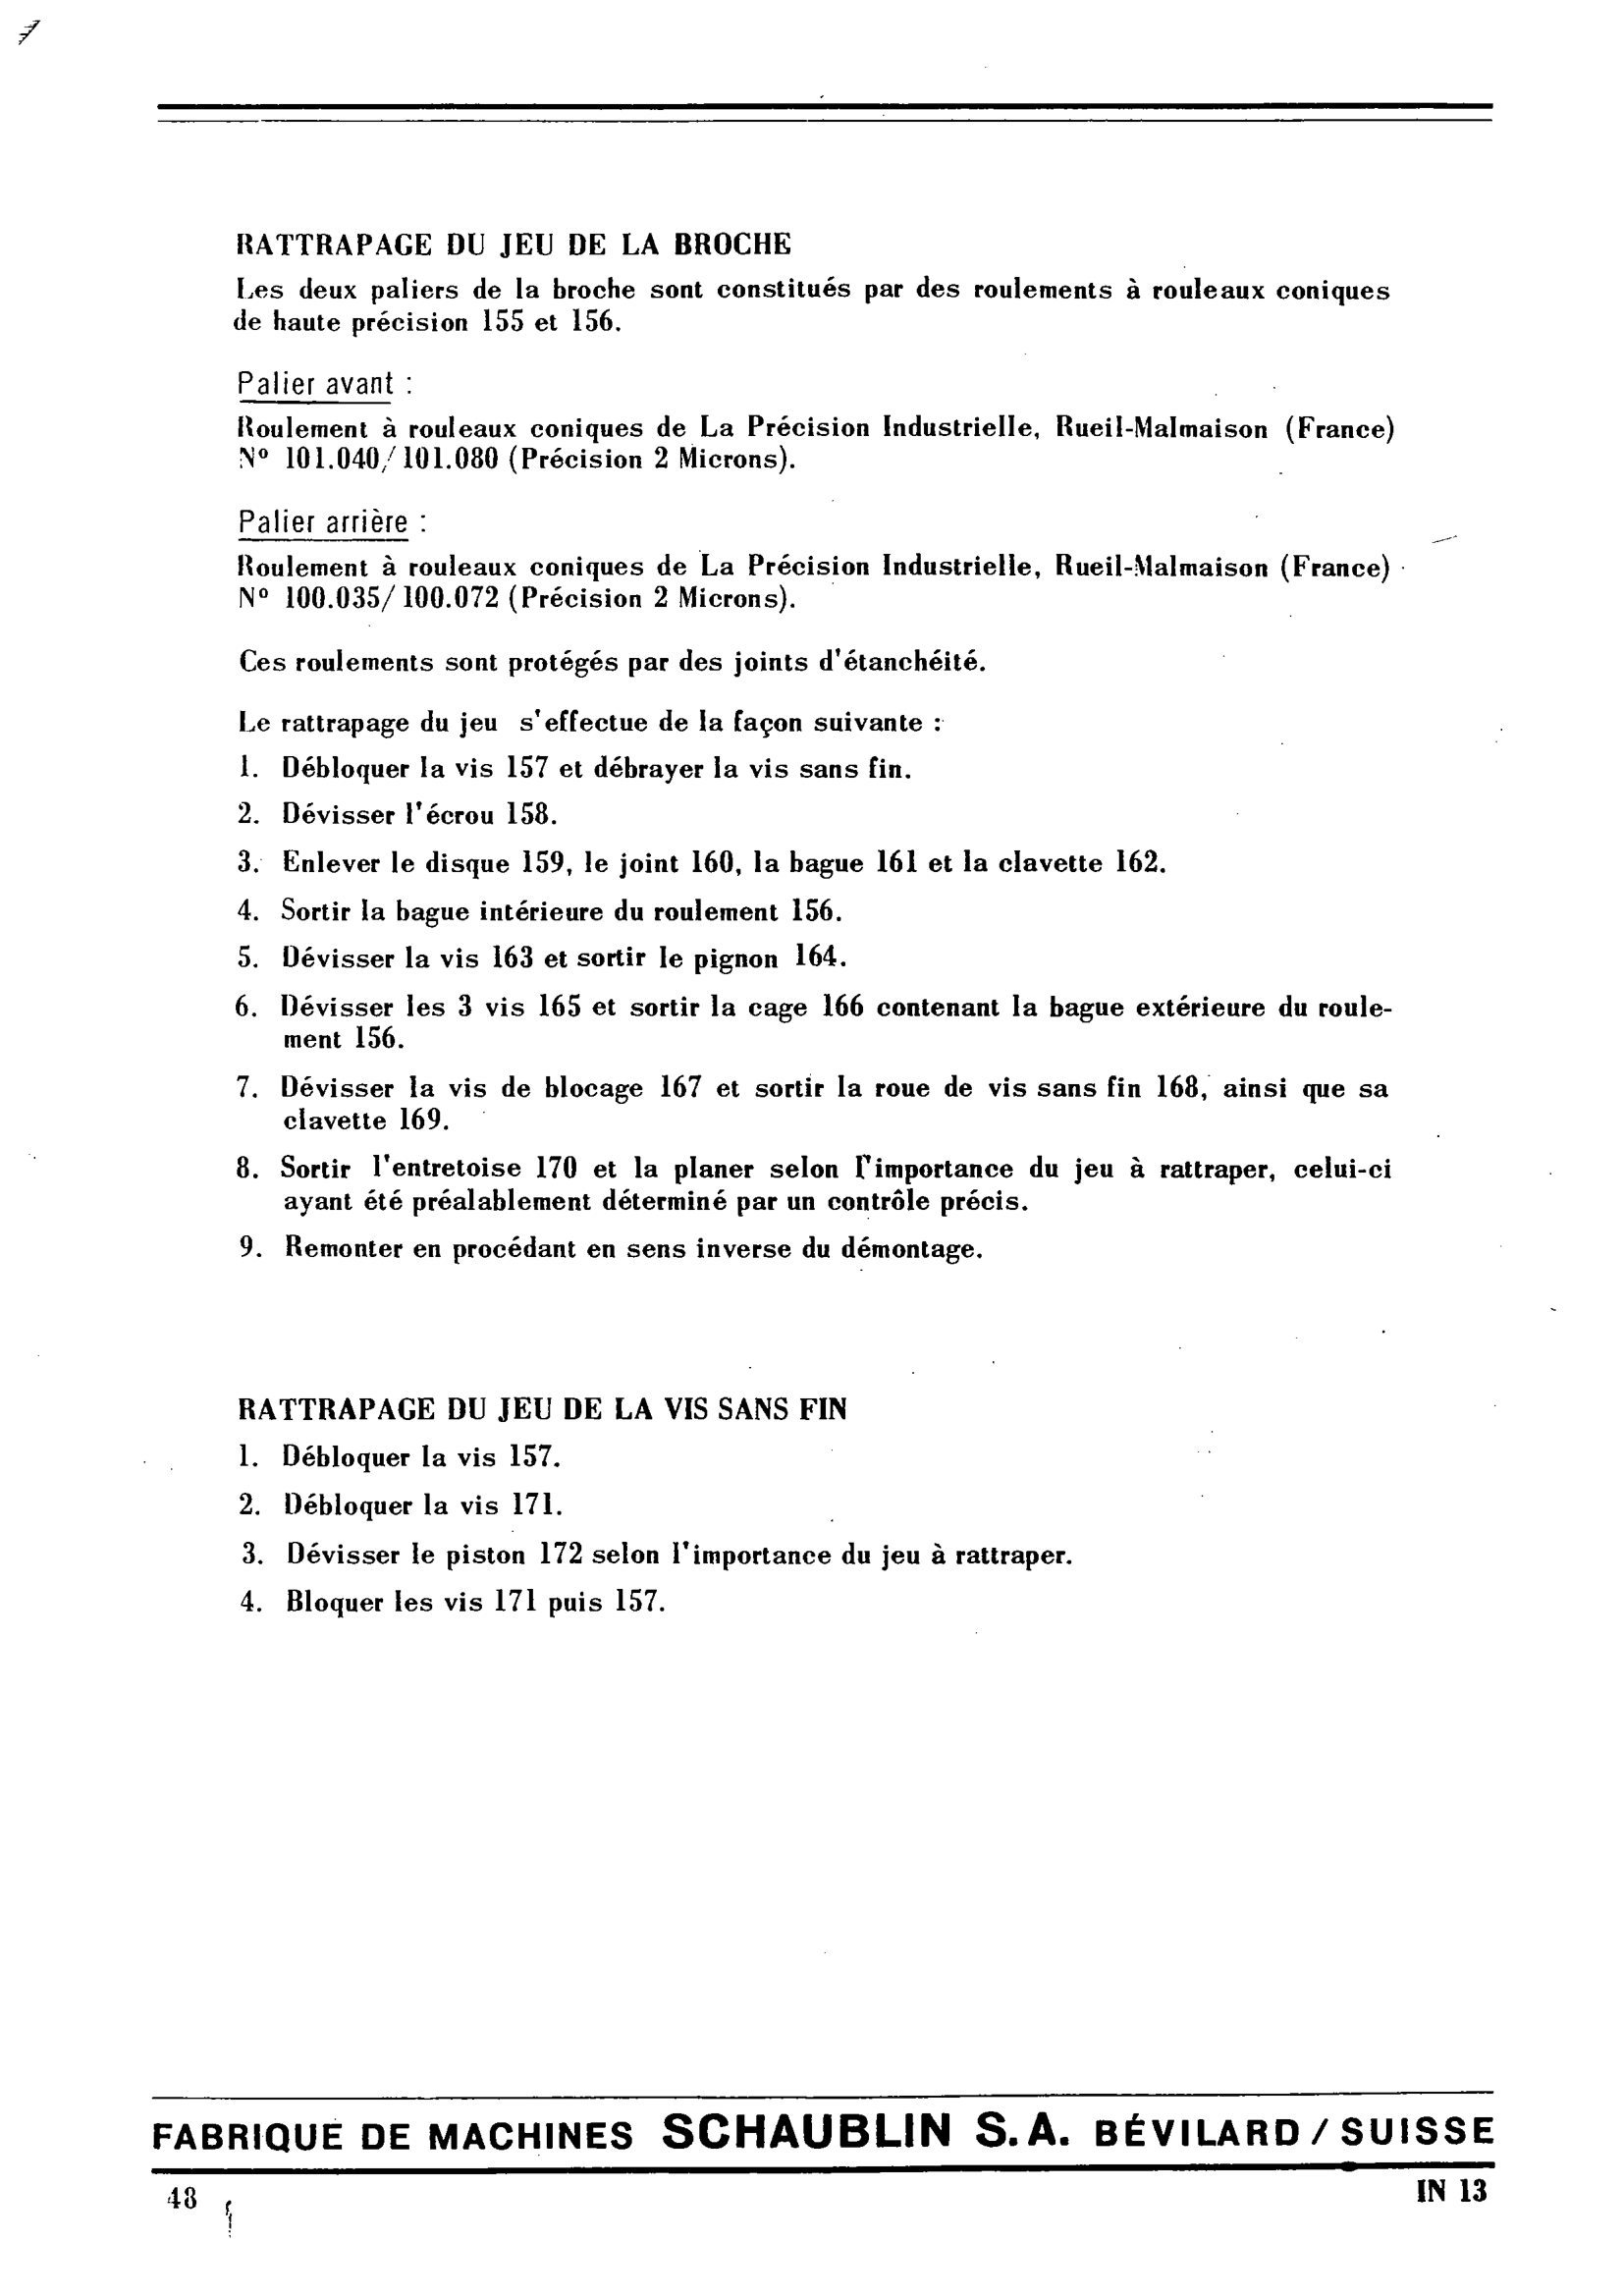 RATTRAPAGE DU JEU DE LA BROCHE
Les deux paliers de la broche sont constitués par des roulements à rouleaux coniques
de haute précision 155 et 156.
Palier avant :
Roulement à rouleaux coniques de La Précision Industrielle, Rueil-Malmaison (France)
Nº 101.040/101.080 (Précision 2 Microns).
Palier arrière :
Roulement à rouleaux coniques de La Précision Industrielle, Rueil-Malmaison (France)
Nº 100.035/100.072 (Précision 2 Microns).
Ces roulements sont protégés par des joints d'étanchéité.
Le rattrapage du jeu s'effectue de la façon suivante :
1. Débloquer la vis 157 et débrayer la vis sans fin.
2. Dévisser l'écrou 158.
3. Enlever le disque 159, le joint 160, la bague 161 et la clavette 162.
4. Sortir la bague intérieure du roulement 156.
5. Dévisser la vis 163 et sortir le pignon 164.
6. Dévisser les 3 vis 165 et sortir la cage 166 contenant la bague extérieure du roule-
ment 156.
7. Dévisser la vis de blocage 167 et sortir la roue de vis sans fin 168, ainsi que sa
clavette 169.
8. Sortir l'entretoise 170 et la planer selon l'importance du jeu à rattraper, celui-ci
ayant été préalablement déterminé par un contrôle précis.
9. Remonter en procédant en sens inverse du démontage.
RATTRAPAGE DU JEU DE LA VIS SANS FIN
1. Débloquer la vis 157.
2. Débloquer la vis 171.
3. Dévisser le piston 172 selon l'importance du jeu à rattraper.
4. Bloquer les vis 171 puis 157.
FABRIQUE DE MACHINES SCHAUBLIN S.A. BÉVILARD / SUISSE
48
IN 13